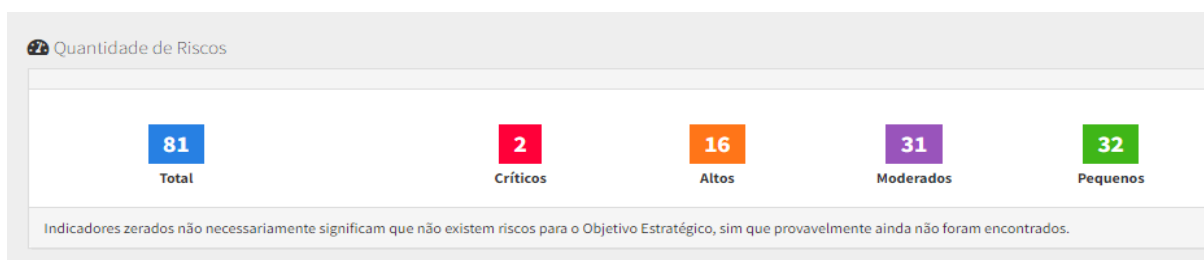 Quantidade de Riscos
81 2 16 31 32
Total Críticos Altos Moderados Pequenos
Indicadores zerados não necessariamente significam que não existem riscos para o Objetivo Estratégico, sim que provavelmente ainda não foram encontrados.